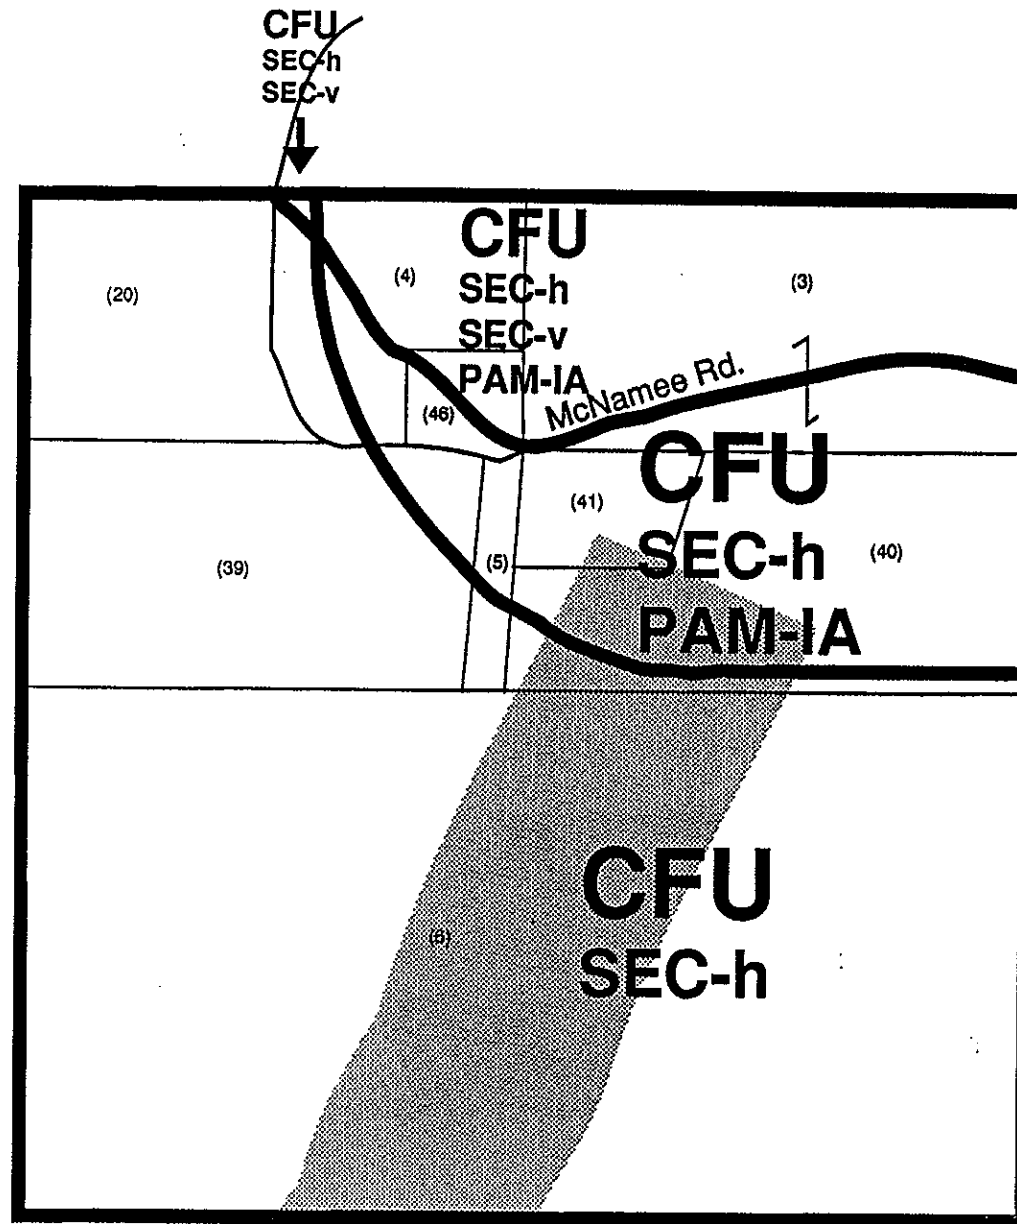 CFU
SEC-h
SEC-v
CFU
SEC-h
SEC-v
PAM-IA
(20)
(4)
(3)
(46)
McNamee Rd.
CFU
SEC-h
PAM-IA
(41)
(40)
(5)
(39)
CFU
SEC-h
(6)